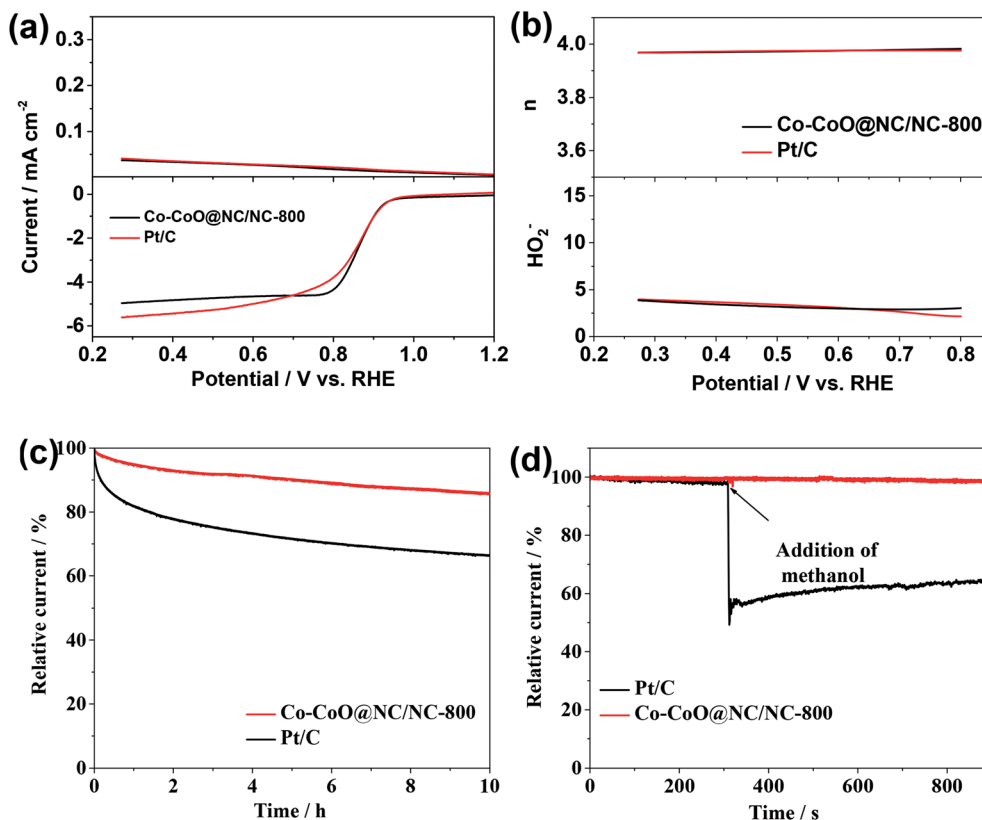 (a)
0.3
0.2
0.1
0
-2
-4
-6
Current / mA cm⁻²
Co-CoO@NC/NC-800
Pt/C
0.2 0.4 0.6 0.8 1.0 1.2
Potential / V vs. RHE
(b)
4.0
3.8
3.6
n
Co-CoO@NC/NC-800
Pt/C
15
10
5
0
HO₂⁻
0.2 0.3 0.4 0.5 0.6 0.7 0.8
Potential / V vs. RHE
(c)
100
80
60
40
20
0
Relative current / %
Co-CoO@NC/NC-800
Pt/C
0 2 4 6 8 10
Time / h
(d)
100
80
60
40
20
0
Relative current / %
Addition of
methanol
Pt/C
Co-CoO@NC/NC-800
0 200 400 600 800
Time / s